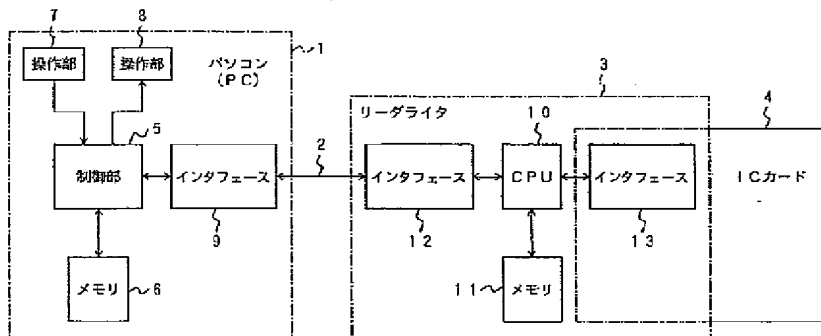 7
8
操作部
操作部
パソコン
(PC)
1
3
リーダライタ
10
4
5
制御部
インタフェース
2
インタフェース
CPU
インタフェース
ICカード
9
12
13
メモリ
6
11
メモリ